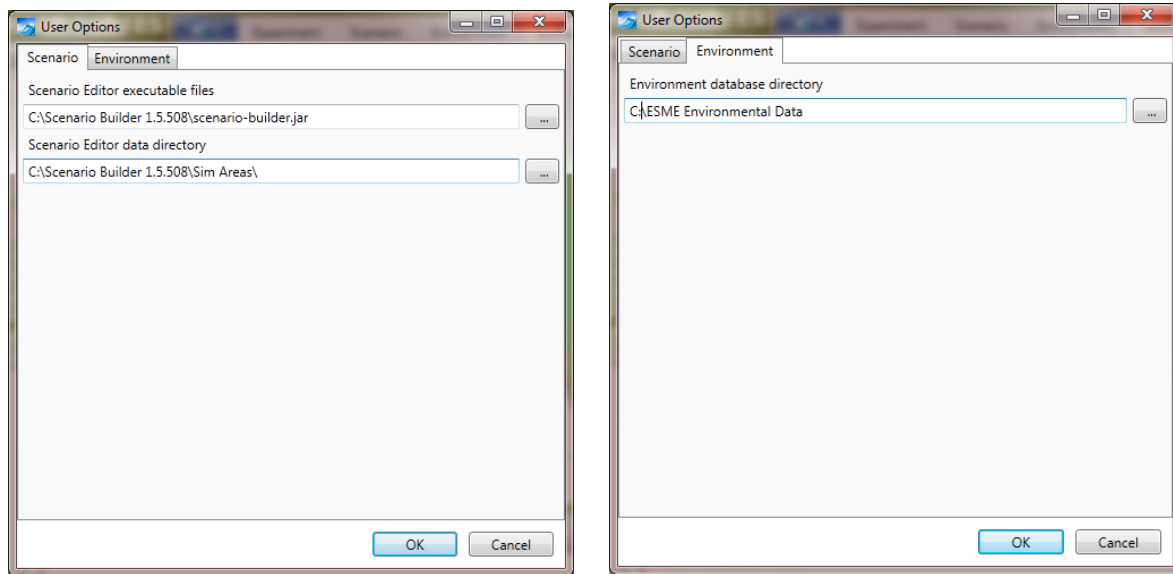 User Options
Scenario Environment
Scenario Editor executable files
C:\Scenario Builder 1.5.508\scenario-builder.jar
...
Scenario Editor data directory
C:\Scenario Builder 1.5.508\Sim Areas\
...
OK Cancel
User Options
Scenario Environment
Environment database directory
C:\ESME Environmental Data
...
OK Cancel